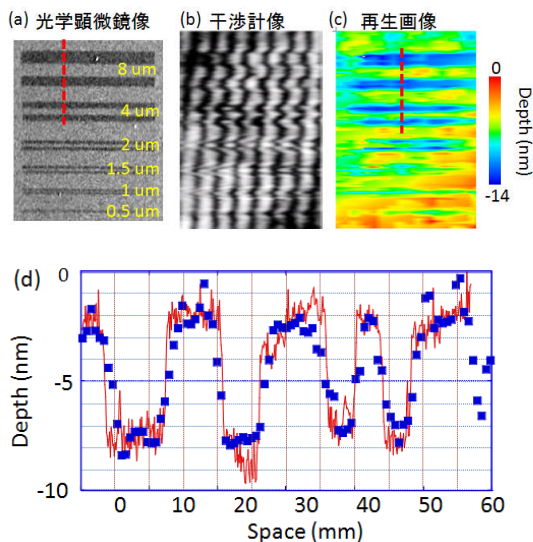 (a) 光学顕微鏡像
(b) 干渉計像
(c) 再生画像
8 um
4 um
2 um
1.5 um
1 um
0.5 um
0
Depth (nm)
-14
(d)
0
-5
-10
Depth (nm)
0 10 20 30 40 50 60
Space (mm)